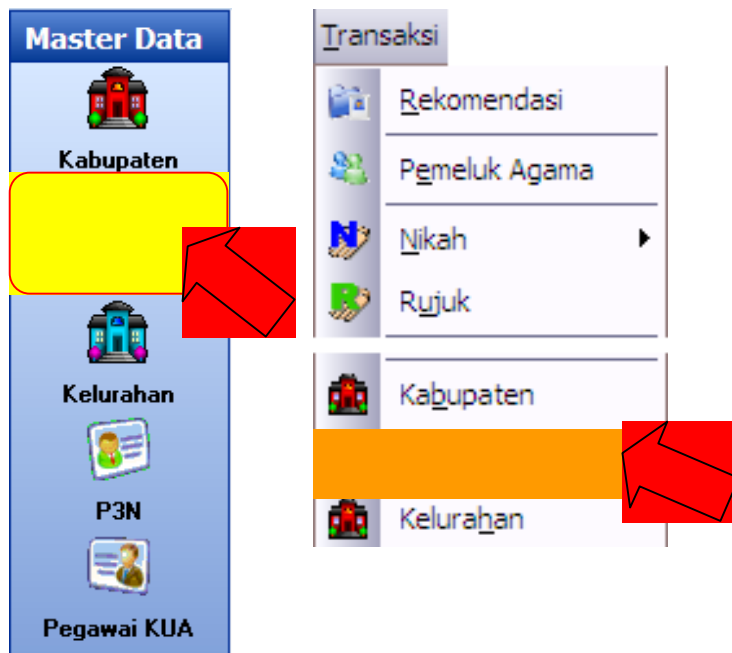 Master Data
Kabupaten
Kelurahan
P3N
Pegawai KUA
Transaksi
Rekomendasi
Pemeluk Agama
Nikah
Rujuk
Kabupaten
Kelurahan